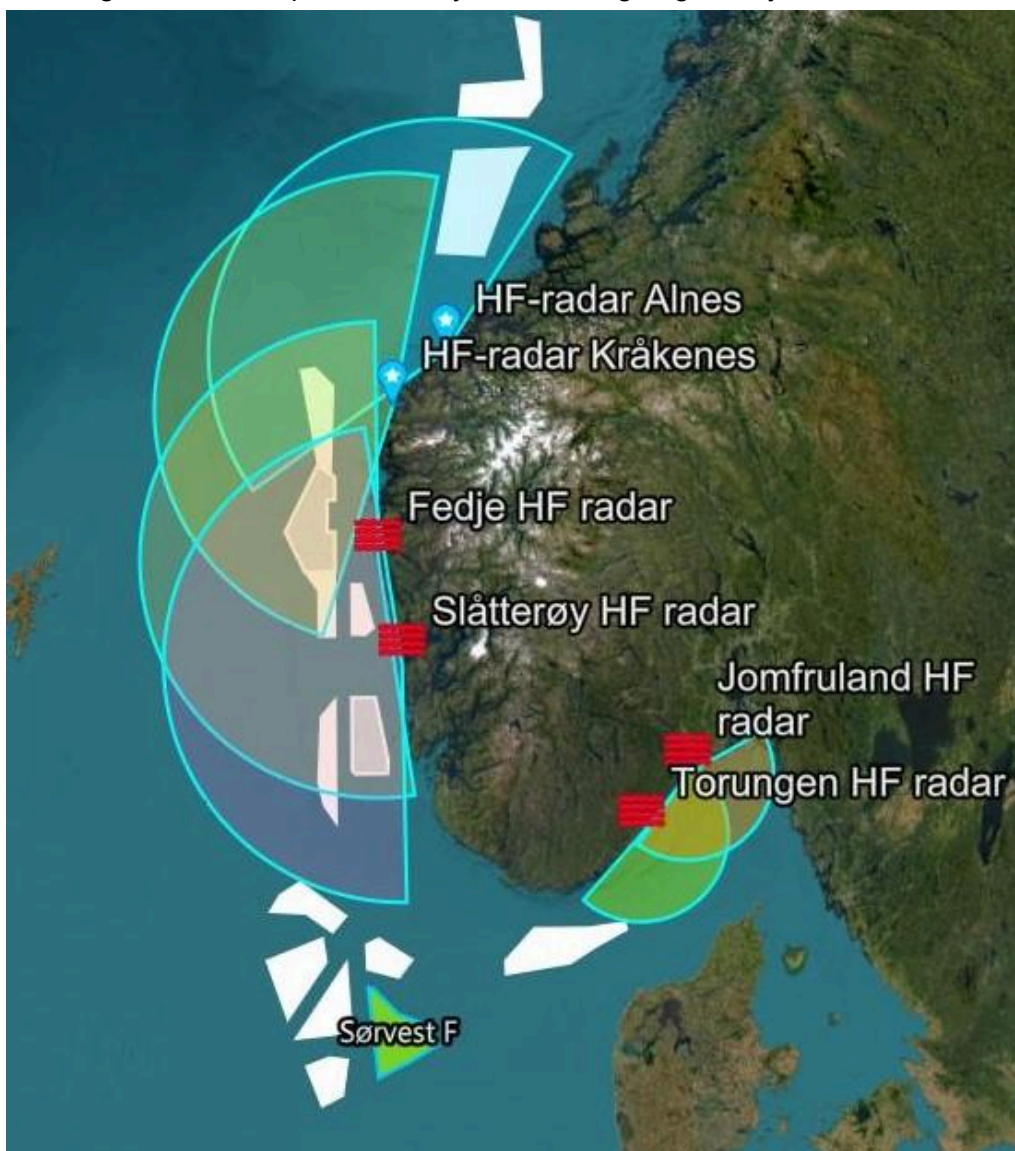 HF-radar Alnes
HF-radar Kråkenes
Fedje HF radar
Slåtterøy HF radar
Jomfruland HF
radar
Torungen HF radar
Sørvest F